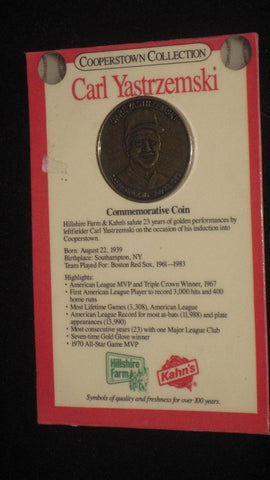 COOPERSTOWN COLLECTION
Carl Yastrzemski
CARL YASTRZEMSKI
Commemorative Coin
Hillshire Farm & Kahn's salute 23 years of golden performances by
leftfielder Carl Yastrzemski on the occasion of his induction into
Cooperstown.
Born: August 22, 1939
Birthplace: Southampton, NY
Team Played For: Boston Red Sox, 1961—1983
Highlights:
• American League MVP and Triple Crown Winner, 1967
• First American League Player to record 3,000 hits and 400
home runs
• Most Lifetime Games (3,308), American League
• American League Record for most at-bats (11,988) and plate
appearances (13,990)
• Most consecutive years (23) with one Major League Club
• Seven-time Gold Glove winner
• 1970 All-Star Game MVP
Hillshire
Farm
Kahn's
Symbols of quality and freshness for over 100 years.